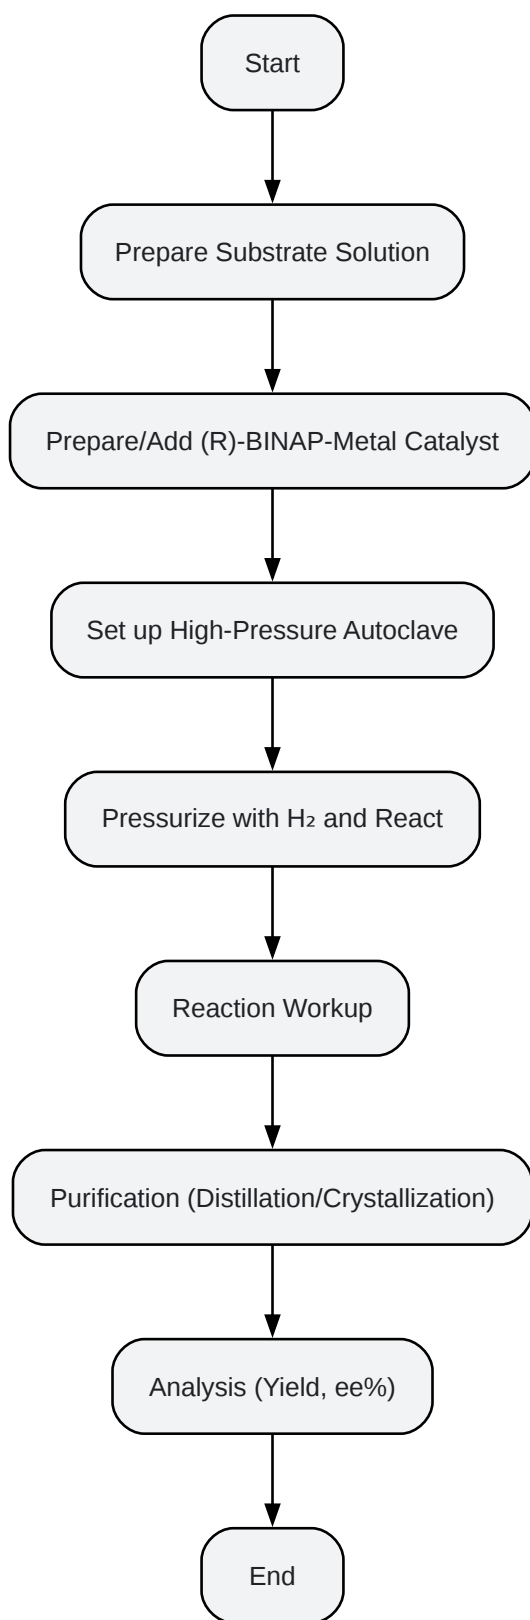 Start
Prepare Substrate Solution
Prepare/Add (R)-BINAP-Metal Catalyst
Set up High-Pressure Autoclave
Pressurize with H₂ and React
Reaction Workup
Purification (Distillation/Crystallization)
Analysis (Yield, ee%)
End